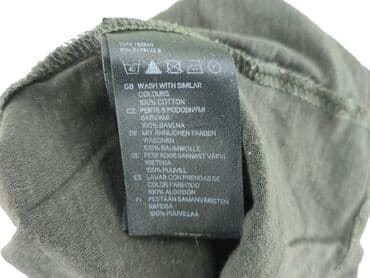 GB WASH WITH SIMILAR
COLOURS
100% COTTON
CZ PERTE S PODOBNÝMI
BARVAMI
100% BAVLNA
DE MIT ÄHNLICHEN FARBEN
WASCHEN
100% BAUMWOLLE
EE PESE KOOS SARNAST VÄRVI
RIETEGA
100% PUUVILL
ES LAVAR CON PRENDAS DE
COLOR PARECIDO
100% ALGODÓN
FI PESTÄÄN SAMANVÄRISTEN
KANSSA
100% PUUVILLAA